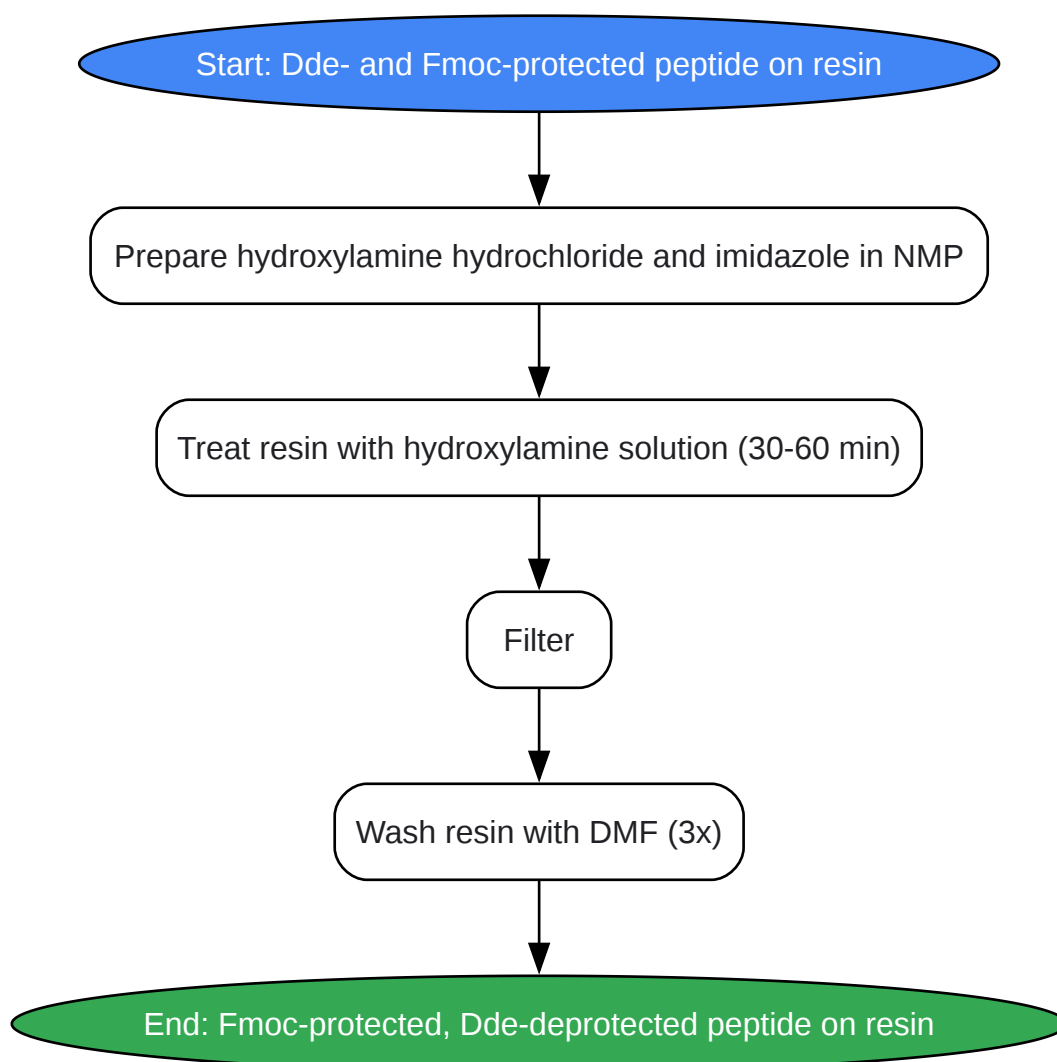 Start: Dde- and Fmoc-protected peptide on resin
Prepare hydroxylamine hydrochloride and imidazole in NMP
Treat resin with hydroxylamine solution (30-60 min)
Filter
Wash resin with DMF (3x)
End: Fmoc-protected, Dde-deprotected peptide on resin